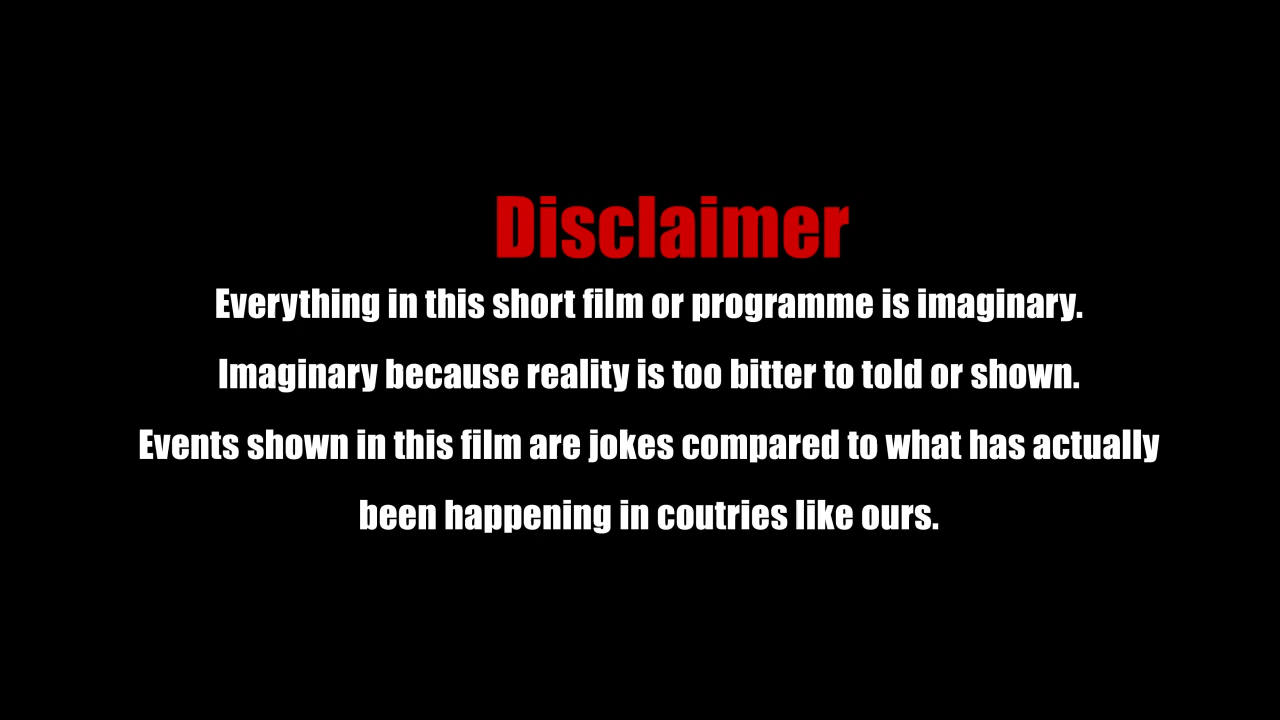 Disclaimer
Everything in this short film or programme is imaginary.
Imaginary because reality is too bitter to told or shown.
Events shown in this film are jokes compared to what has actually
been happening in coutries like ours.